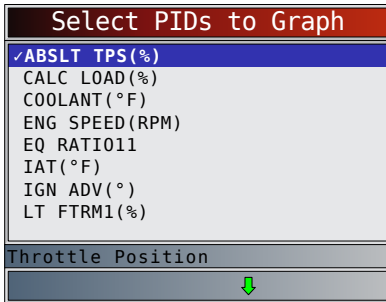 Select PIDs to Graph
✓ABSLT TPS(%)
CALC LOAD(%)
COOLANT(°F)
ENG SPEED(RPM)
EQ RATIO11
IAT(°F)
IGN ADV(°)
LT FTRM1(%)
Throttle Position